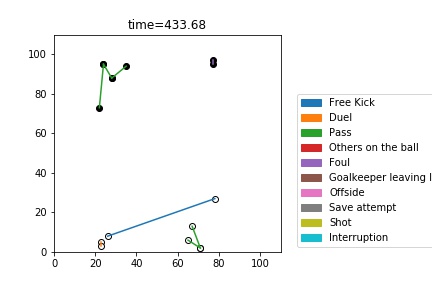 time=433.68
100
80
60
40
20
0
0 20 40 60 80 100
Free Kick
Duel
Pass
Others on the ball
Foul
Goalkeeper leaving l
Offside
Save attempt
Shot
Interruption